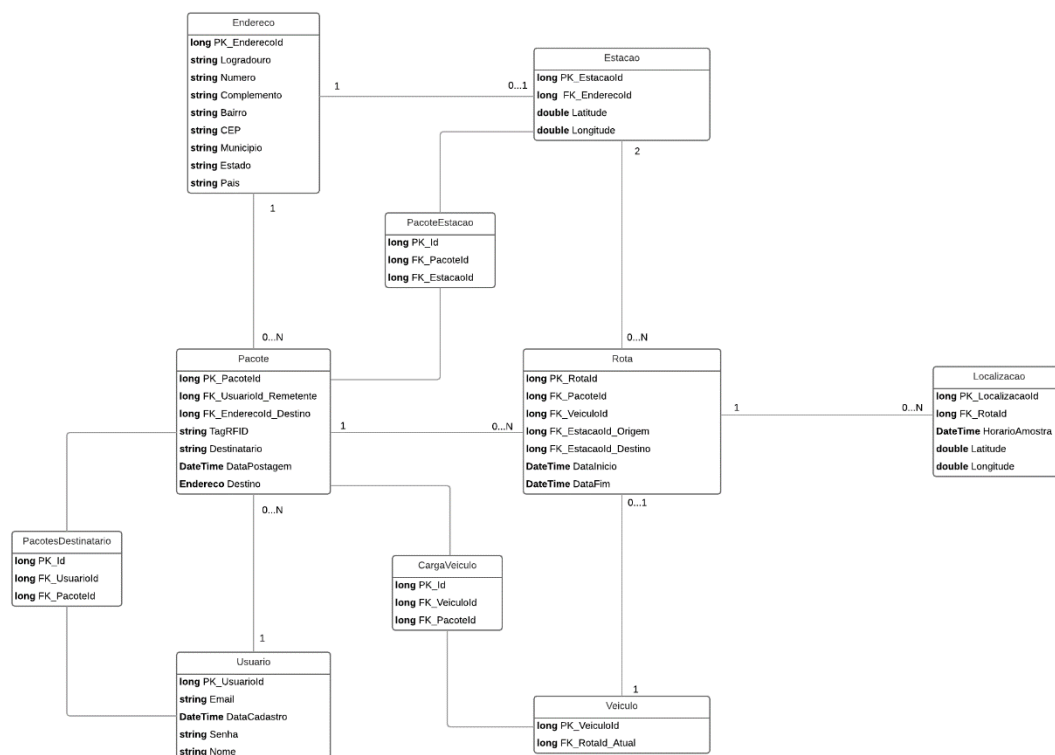 Endereco
long PK_EnderecoId
string Logradouro
string Numero
string Complemento
string Bairro
string CEP
string Municipio
string Estado
string Pais
1
0...1
Estacao
long PK_EstacaoId
long FK_EnderecoId
double Latitude
double Longitude
2
1
PacoteEstacao
long PK_Id
long FK_PacoteId
long FK_EstacaoId
0...N
0...N
Pacote
long PK_PacoteId
long FK_UsuarioId_Remetente
long FK_EnderecoId_Destino
string TagRFID
string Destinatario
DateTime DataPostagem
Endereco Destino
1
0...N
Rota
long PK_RotaId
long FK_PacoteId
long FK_VeiculoId
long FK_EstacaoId_Origem
long FK_EstacaoId_Destino
DateTime DataInicio
DateTime DataFim
1
0...N
Localizacao
long PK_LocalizacaoId
long FK_RotaId
DateTime HorarioAmostra
double Latitude
double Longitude
0...N
0...1
PacotesDestinatario
long PK_Id
long FK_UsuarioId
long FK_PacoteId
CargaVeiculo
long PK_Id
long FK_VeiculoId
long FK_PacoteId
1
1
Usuario
long PK_UsuarioId
string Email
DateTime DataCadastro
string Senha
string Nome
Veiculo
long PK_VeiculoId
long FK_RotaId_Atual